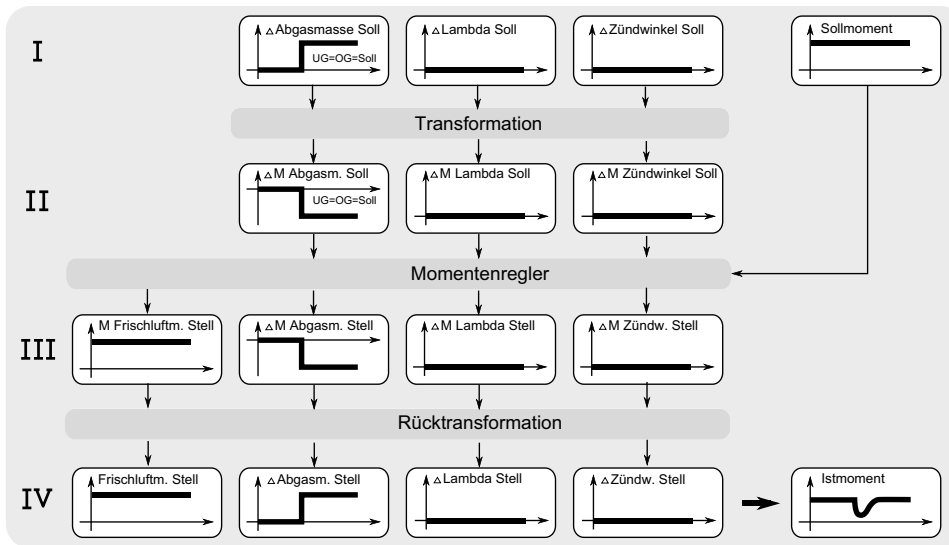 I
△ Abgasmasse Soll
UG=OG=Soll
△ Lambda Soll
△ Zündwinkel Soll
Sollmoment
Transformation
II
△ M Abgasm. Soll
UG=OG=Soll
△ M Lambda Soll
△ M Zündwinkel Soll
Momentenregler
III
M Frischluftm. Stell
△ M Abgasm. Stell
△ M Lambda Stell
△ M Zündw. Stell
Rücktransformation
IV
Frischluftm. Stell
△ Abgasm. Stell
△ Lambda Stell
△ Zündw. Stell
Istmoment